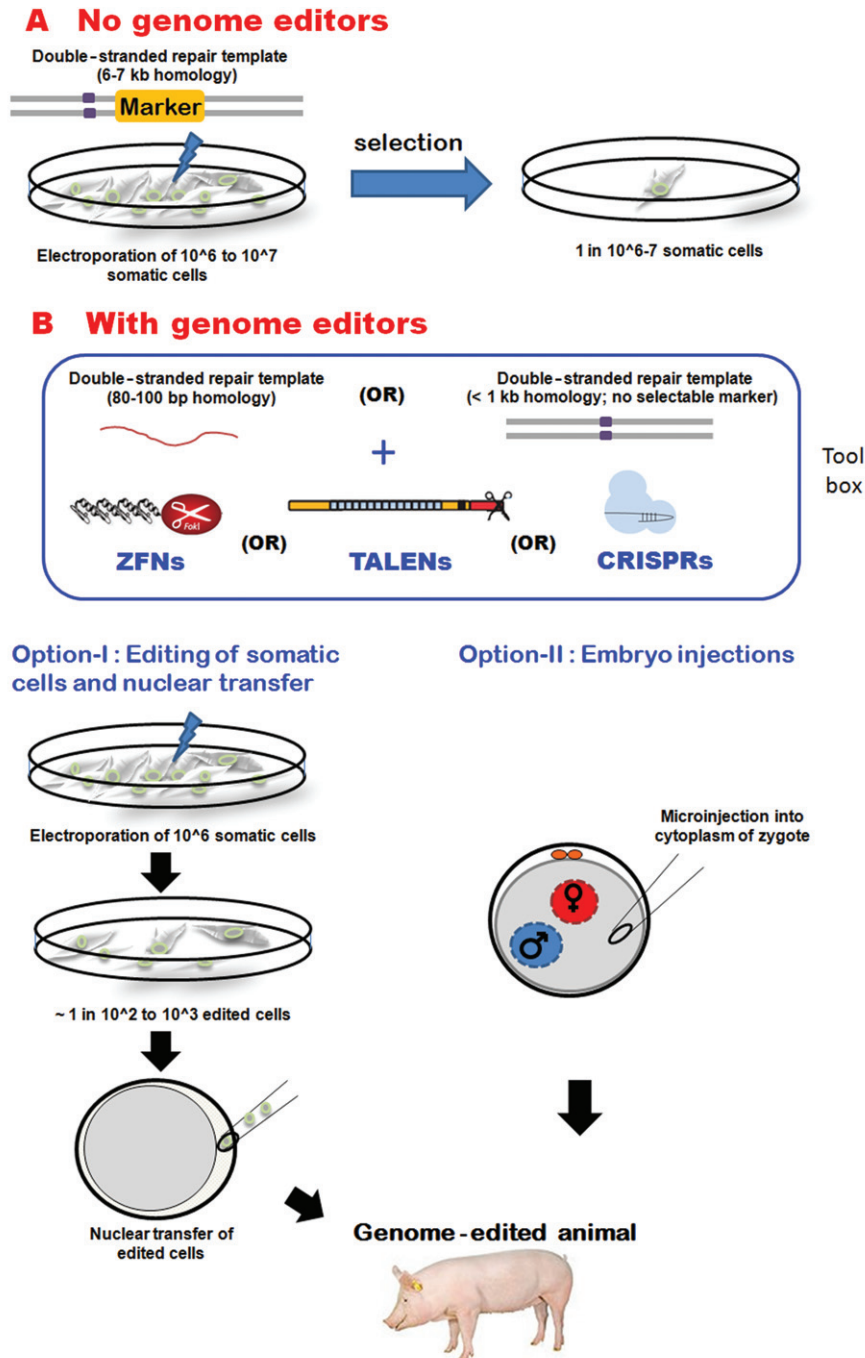 A No genome editors
Double-stranded repair template
(6-7 kb homology)
Marker
selection
Electroporation of 10^6 to 10^7
somatic cells
1 in 10^6-7 somatic cells
B With genome editors
Double-stranded repair template
(80-100 bp homology)
(OR)
Double-stranded repair template
(< 1 kb homology; no selectable marker)
+
Tool
box
FokI
(OR)
(OR)
ZFNs
TALENs
CRISPRs
Option-I : Editing of somatic
cells and nuclear transfer
Option-II : Embryo injections
Electroporation of 10^6 somatic cells
Microinjection into
cytoplasm of zygote
♀
♂
~ 1 in 10^2 to 10^3 edited cells
Nuclear transfer of
edited cells
Genome-edited animal